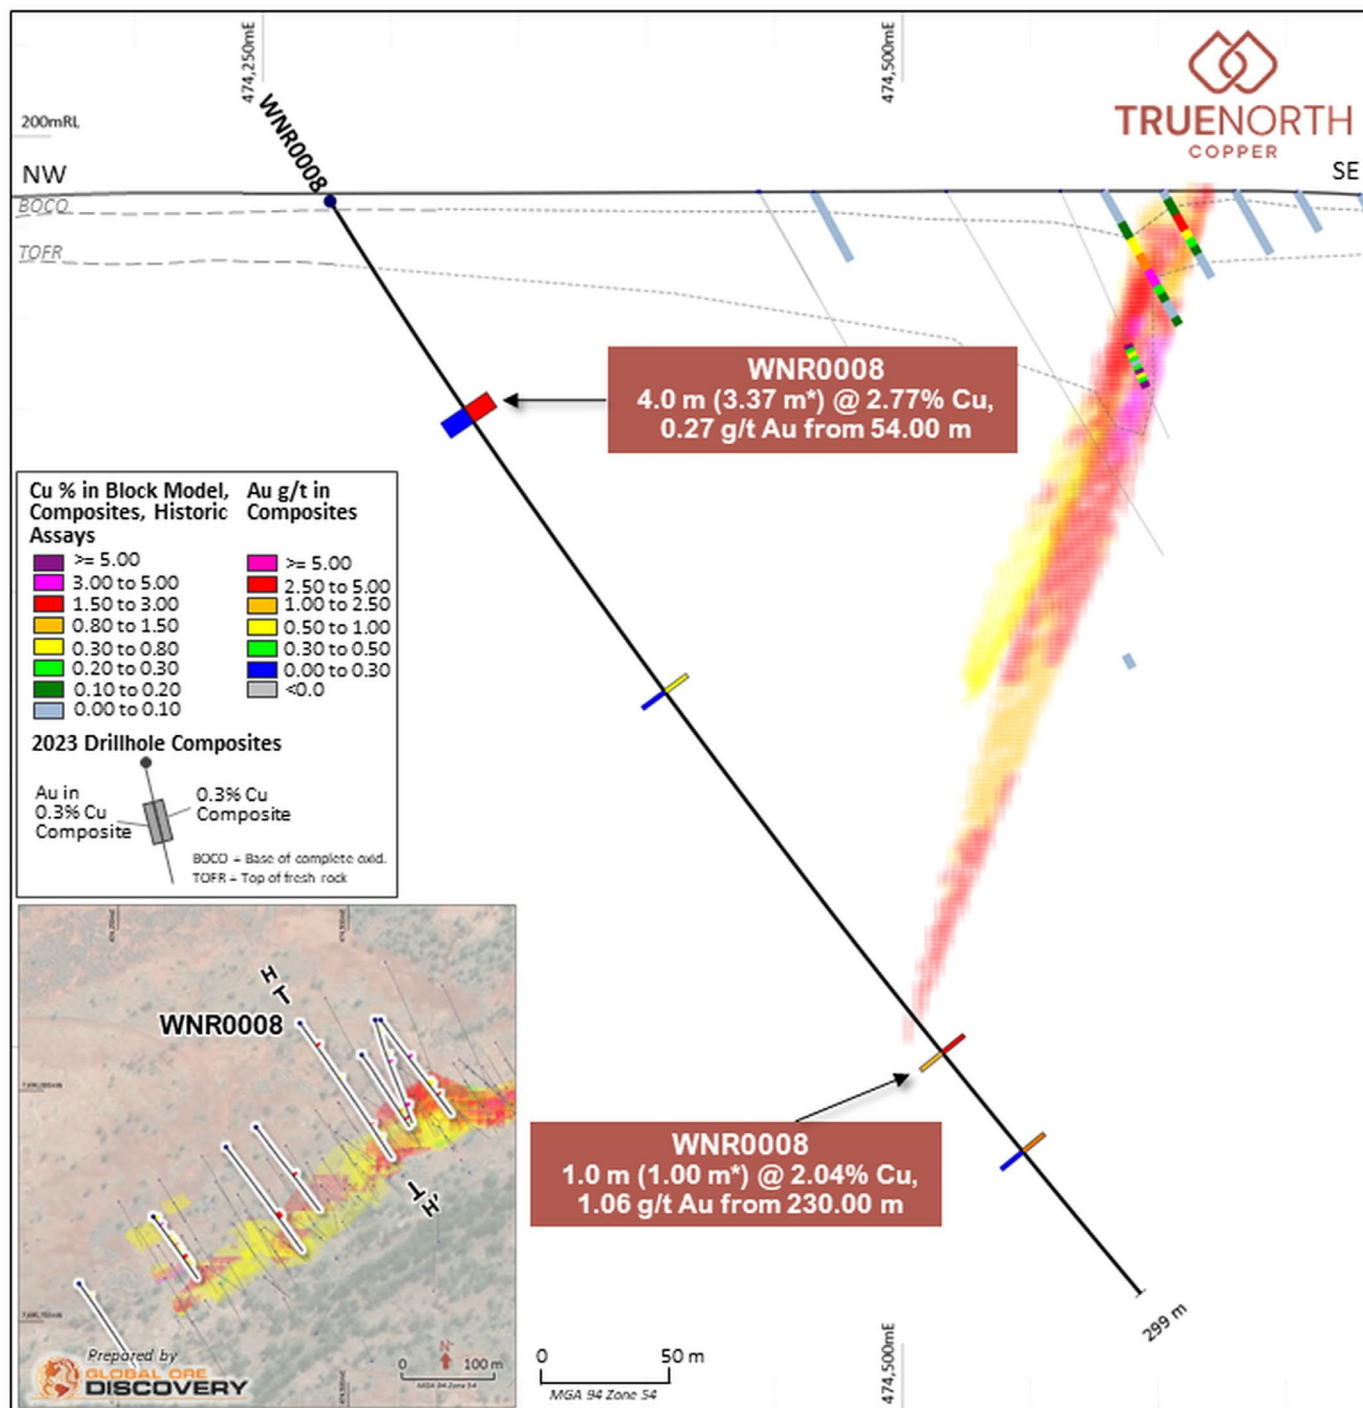 474,250mE
474,500mE
TRUENORTH
COPPER
200mRL
WNR0008
NW
SE
BOCO
TOFR
WNR0008
4.0 m (3.37 m*) @ 2.77% Cu,
0.27 g/t Au from 54.00 m
Cu % in Block Model,
Composites, Historic
Assays
>= 5.00
3.00 to 5.00
1.50 to 3.00
0.80 to 1.50
0.30 to 0.80
0.20 to 0.30
0.10 to 0.20
0.00 to 0.10
Au g/t in
Composites
>= 5.00
2.50 to 5.00
1.00 to 2.50
0.50 to 1.00
0.30 to 0.50
0.00 to 0.30
<0.0
2023 Drillhole Composites
Au in
0.3% Cu
Composite
0.3% Cu
Composite
BOCO = Base of complete oxid.
TOFR = Top of fresh rock
H
WNR0008
H'
Prepared by
GLOBAL ORE
DISCOVERY
N
0 100 m
MGA 94 Zone 54
WNR0008
1.0 m (1.00 m*) @ 2.04% Cu,
1.06 g/t Au from 230.00 m
299 m
0 50 m
MGA 94 Zone 54
474,500mE